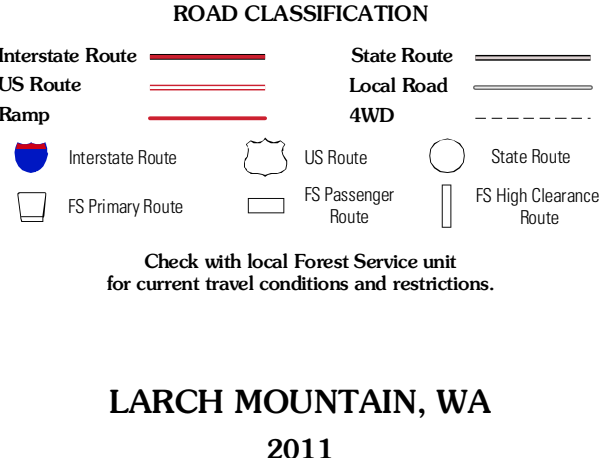 ROAD CLASSIFICATION
Interstate Route State Route
US Route Local Road
Ramp 4WD
Interstate Route US Route State Route
FS Primary Route FS Passenger Route FS High Clearance Route
Check with local Forest Service unit
for current travel conditions and restrictions.
LARCH MOUNTAIN, WA
2011